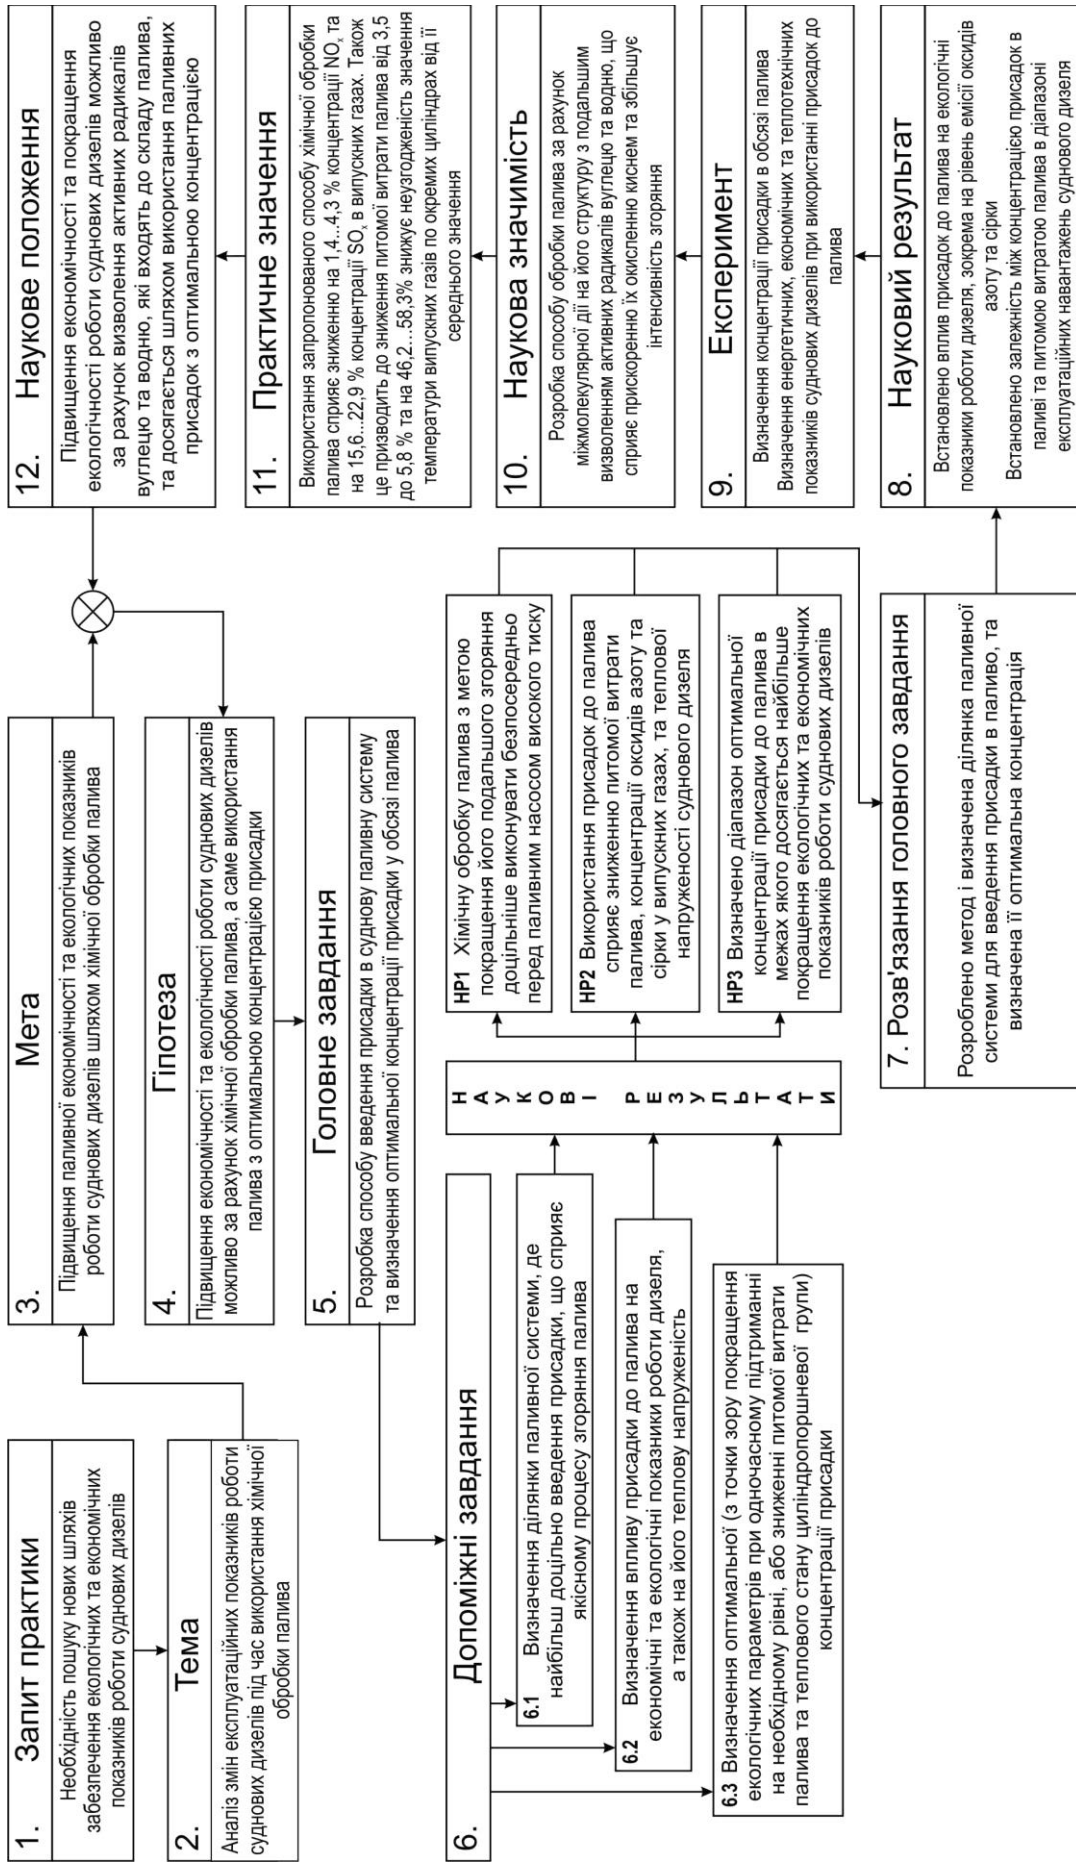 1. Запит практики
Необхідність пошуку нових шляхів
забезпечення екологічних та економічних
показників роботи суднових дизелів
2. Тема
Аналіз змін експлуатаційних показників роботи
суднових дизелів під час використання хімічної
обробки палива
3. Мета
Підвищення паливної економічності та екологічних показників
роботи суднових дизелів шляхом хімічної обробки палива
4. Гіпотеза
Підвищення економічності та екологічності роботи суднових дизелів
можливо за рахунок хімічної обробки палива, а саме використання
палива з оптимальною концентрацією присадки
5. Головне завдання
Розробка способу введення присадки в суднову паливну систему
та визначення оптимальної концентрації присадки у обсязі палива
6. Допоміжні завдання
6.1 Визначення ділянки паливної системи, де
найбільш доцільно введення присадки, що сприяє
якісному процесу згоряння палива
6.2 Визначення впливу присадки до палива на
економічні та екологічні показники роботи дизеля,
а також на його теплову напруженість
6.3 Визначення оптимальної (з точки зору покращення
екологічних параметрів при одночасному підтриманні
на необхідному рівні, або зниженні питомої витрати
палива та теплового стану циліндропоршневої групи)
концентрації присадки
НАУКОВІ РЕЗУЛЬТАТИ
НР1 Хімічну обробку палива з метою
покращення його подальшого згоряння
доцільніше виконувати безпосередньо
перед паливним насосом високого тиску
НР2 Використання присадок до палива
сприяє зниженню питомої витрати
палива, концентрації оксидів азоту та
сірки у випускних газах, та теплової
напруженості суднового дизеля
НР3 Визначено діапазон оптимальної
концентрації присадки до палива в
межах якого досягається найбільше
покращення екологічних та економічних
показників роботи суднових дизелів
7. Розв'язання головного завдання
Розроблено метод і визначена ділянка паливної
системи для введення присадки в паливо, та
визначена її оптимальна концентрація
8. Науковий результат
Встановлено вплив присадок до палива на екологічні
показники роботи дизеля, зокрема на рівень емісії оксидів
азоту та сірки
Встановлено залежність між концентрацією присадок в
паливі та питомою витратою палива в діапазоні
експлуатаційних навантажень суднового дизеля
9. Експеримент
Визначення концентрації присадки в обсязі палива
Визначення енергетичних, економічних та теплотехнічних
показників суднових дизелів при використанні присадок до
палива
10. Наукова значимість
Розробка способу обробки палива за рахунок
міжмолекулярної дії на його структуру з подальшим
визволенням активних радикалів вуглецю та водню, що
сприяє прискоренню їх окисленню киснем та збільшує
інтенсивність згоряння
11. Практичне значення
Використання запропонованого способу хімічної обробки
палива сприяє зниженню на 1,4...4,3 % концентрації NOx та
на 15,6...22,9 % концентрації SOx в випускних газах. Також
це призводить до зниження питомої витрати палива від 3,5
до 5,8 % та на 46,2...58,3% знижує неузгодженість значення
температури випускних газів по окремих циліндрах від її
середнього значення
12. Наукове положення
Підвищення економічності та покращення
екологічності роботи суднових дизелів можливо
за рахунок визволення активних радикалів
вуглецю та водню, які входять до складу палива,
та досягається шляхом використання паливних
присадок з оптимальною концентрацією